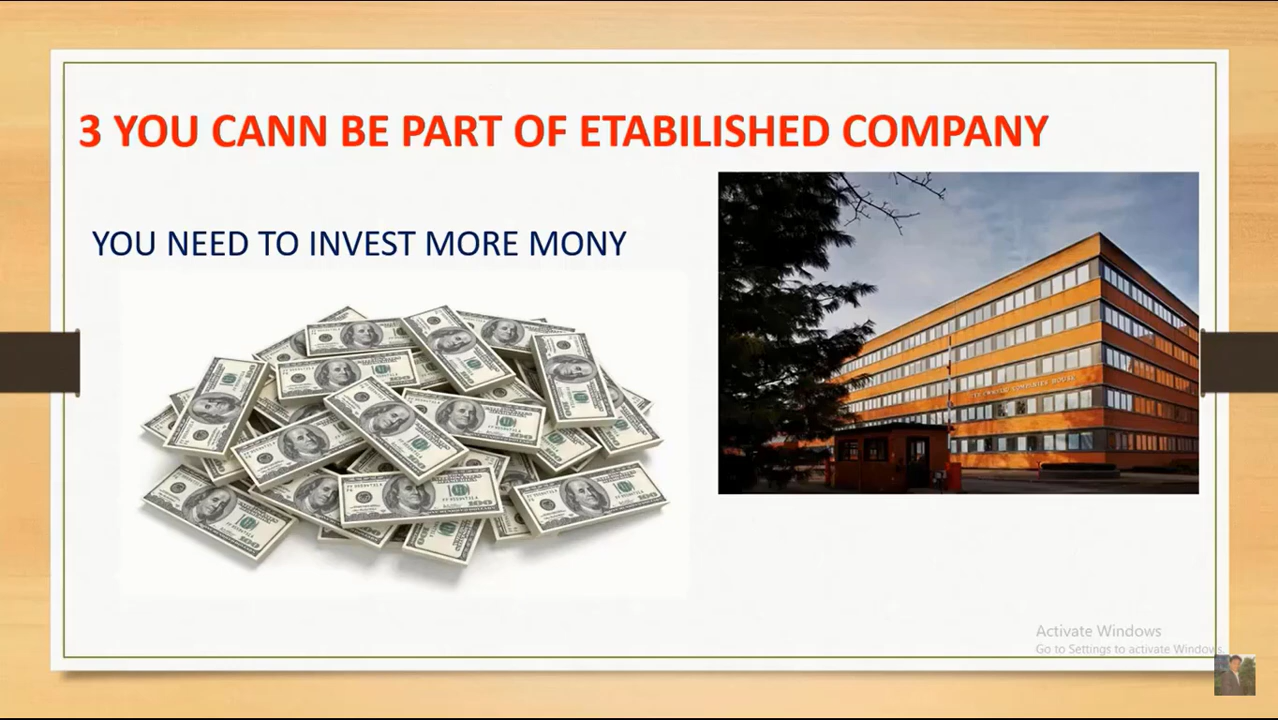 3 YOU CANN BE PART OF ETABILISHED COMPANY
YOU NEED TO INVEST MORE MONY
Activate Windows
Go to Settings to activate Windows.